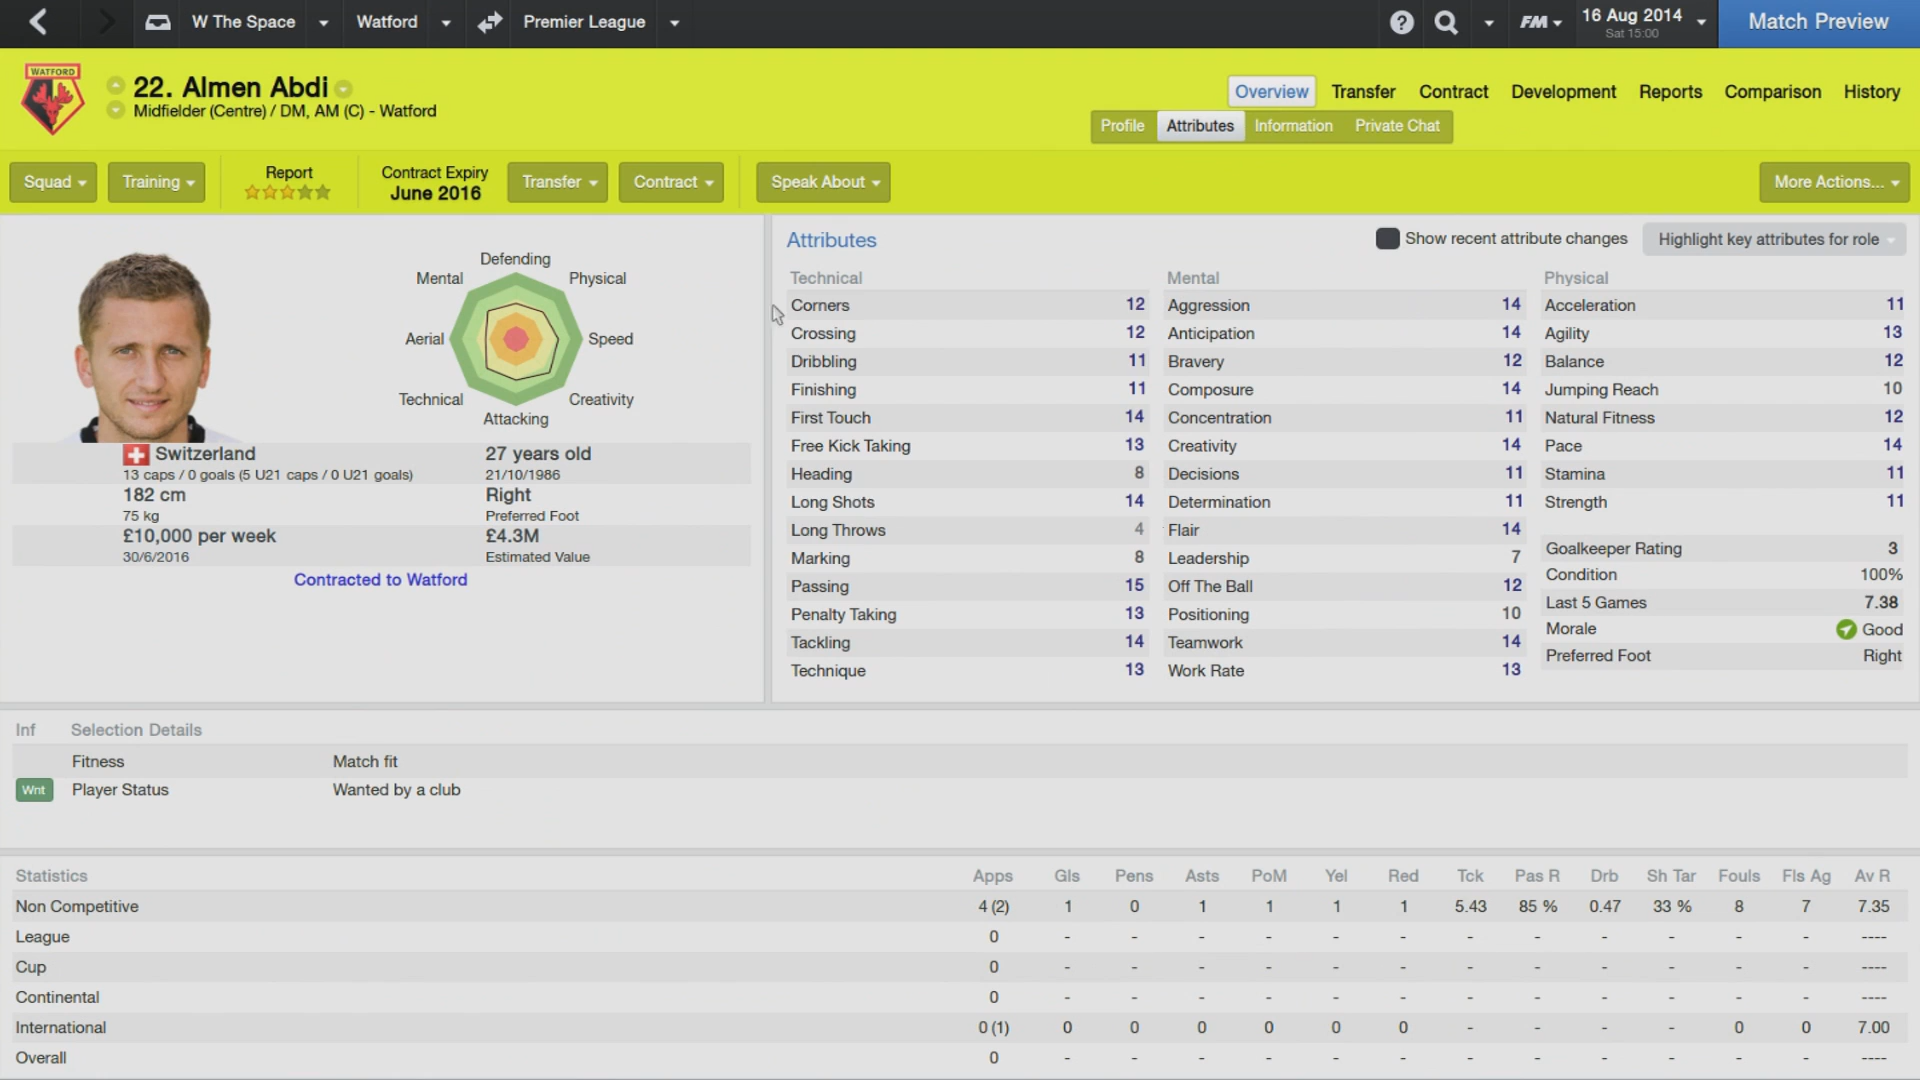 W The Space
Watford
Premier League
FM
16 Aug 2014
Sat 15:00
Match Preview
WATFORD
22. Almen Abdi
Midfielder (Centre) / DM, AM (C) - Watford
Overview Transfer Contract Development Reports Comparison History
Profile Attributes Information Private Chat
Squad
Training
Report
Contract Expiry
June 2016
Transfer
Contract
Speak About
More Actions...
Defending
Mental
Physical
Aerial
Speed
Technical
Creativity
Attacking
Switzerland
13 caps / 0 goals (5 U21 caps / 0 U21 goals)
27 years old
21/10/1986
182 cm
75 kg
Right
Preferred Foot
£10,000 per week
30/6/2016
£4.3M
Estimated Value
Contracted to Watford
Attributes
Show recent attribute changes
Highlight key attributes for role
Technical
Corners 12
Crossing 12
Dribbling 11
Finishing 11
First Touch 14
Free Kick Taking 13
Heading 8
Long Shots 14
Long Throws 4
Marking 8
Passing 15
Penalty Taking 13
Tackling 14
Technique 13
Mental
Aggression 14
Anticipation 14
Bravery 12
Composure 14
Concentration 11
Creativity 14
Decisions 11
Determination 11
Flair 14
Leadership 7
Off The Ball 12
Positioning 10
Teamwork 14
Work Rate 13
Physical
Acceleration 11
Agility 13
Balance 12
Jumping Reach 10
Natural Fitness 12
Pace 14
Stamina 11
Strength 11
Goalkeeper Rating 3
Condition 100%
Last 5 Games 7.38
Morale Good
Preferred Foot Right
Inf Selection Details
Fitness Match fit
Wnt Player Status Wanted by a club
Statistics Apps Gls Pens Asts PoM Yel Red Tck Pas R Drb Sh Tar Fouls Fls Ag Av R
Non Competitive 4 (2) 1 0 1 1 1 1 5.43 85 % 0.47 33 % 8 7 7.35
League 0 - - - - - - - - - - - - ----
Cup 0 - - - - - - - - - - - - ----
Continental 0 - - - - - - - - - - - - ----
International 0 (1) 0 0 0 0 0 0 - - - - 0 0 7.00
Overall 0 - - - - - - - - - - - - ----